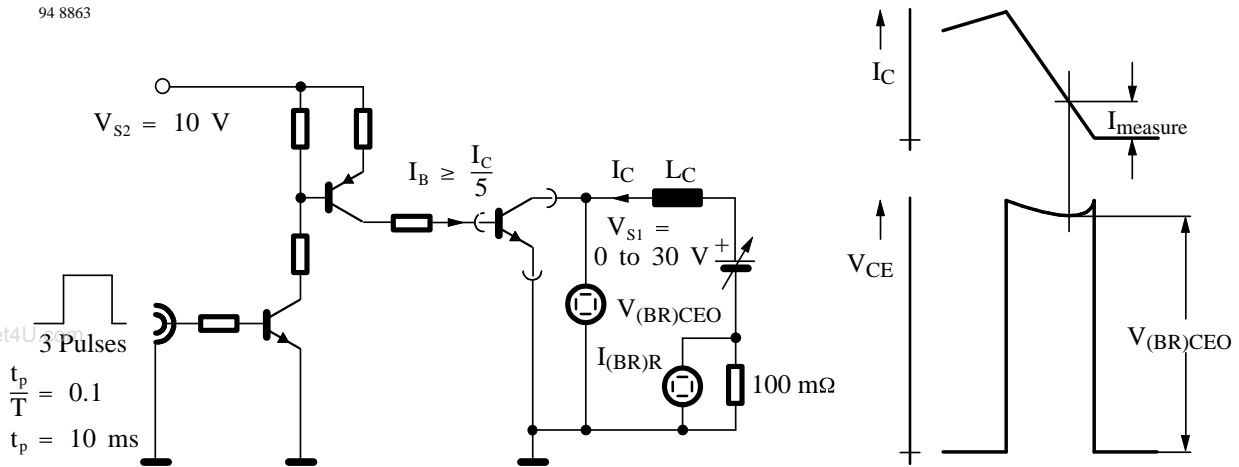 94 8863
V_S2 = 10 V
I_B ≥ I_C/5
I_C
L_C
V_S1 =
0 to 30 V
+
V_(BR)CEO
I_(BR)R
100 mΩ
3 Pulses
t_p/T = 0.1
t_p = 10 ms
I_C
I_measure
V_CE
V_(BR)CEO